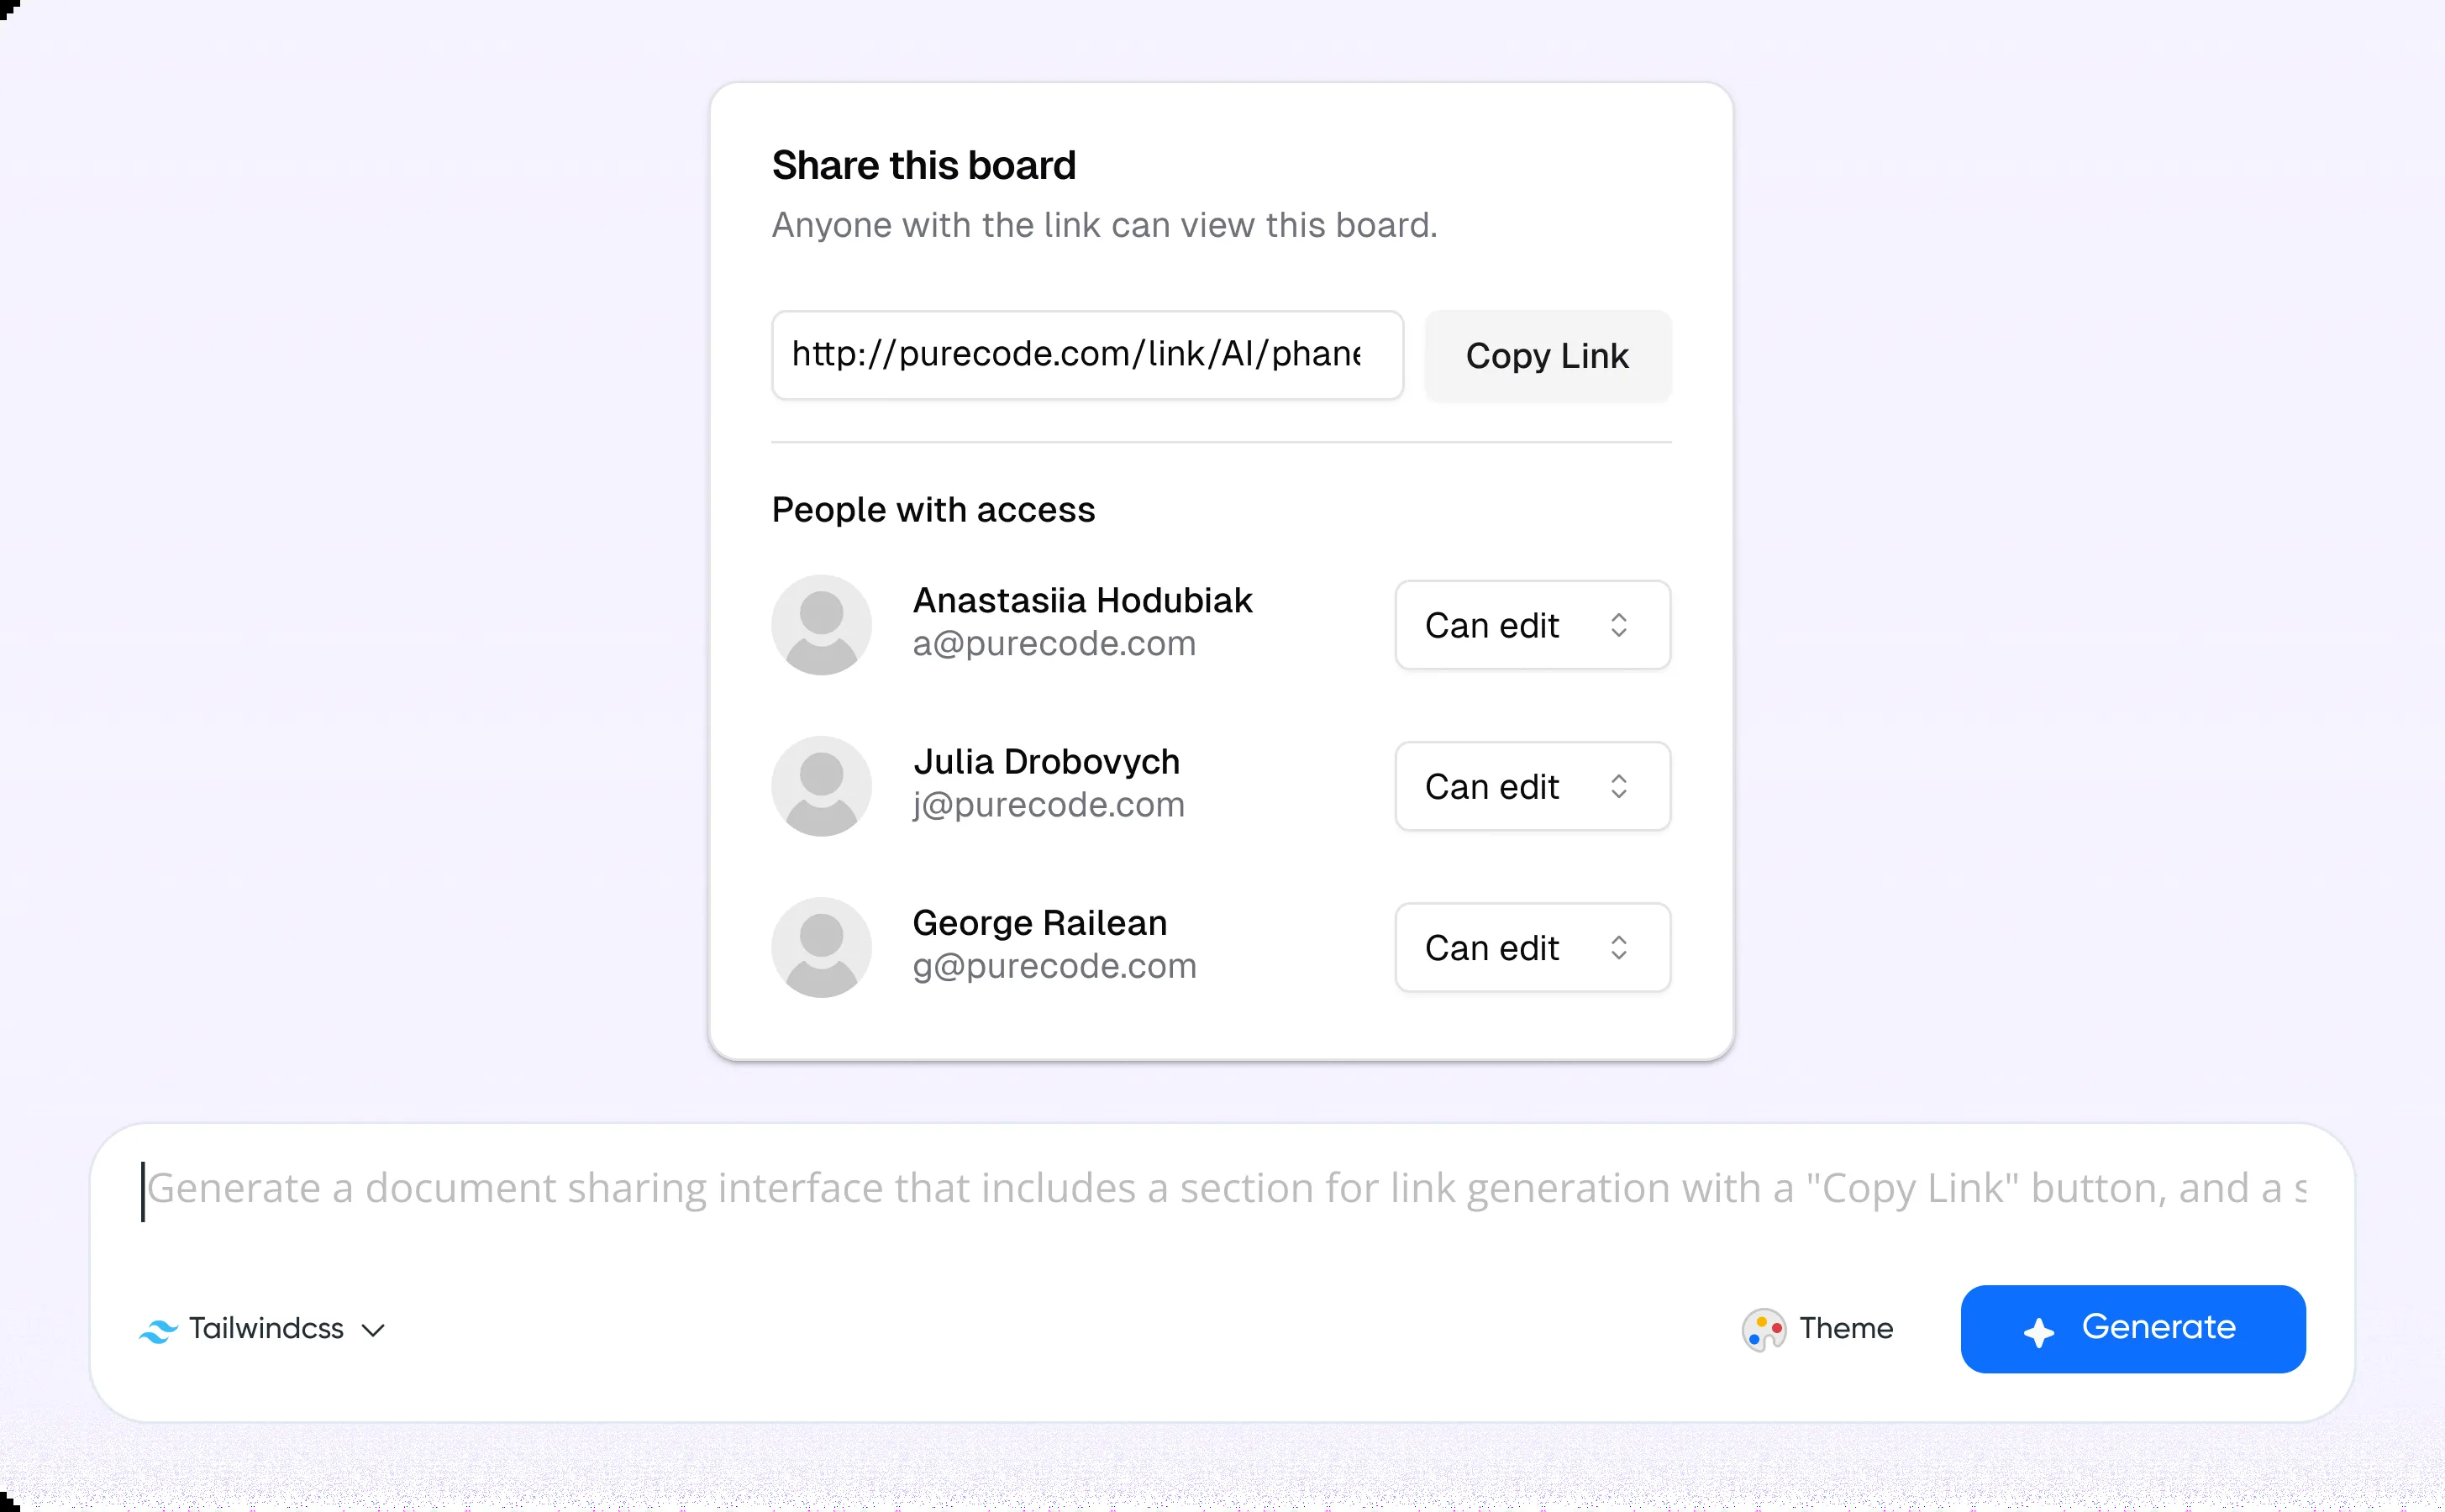 Share this board
Anyone with the link can view this board.
http://purecode.com/link/AI/phane
Copy Link
People with access
Anastasiia Hodubiak
a@purecode.com
Can edit
Julia Drobovych
j@purecode.com
Can edit
George Railean
g@purecode.com
Can edit
Generate a document sharing interface that includes a section for link generation with a "Copy Link" button, and a s
Tailwindcss
Theme
Generate